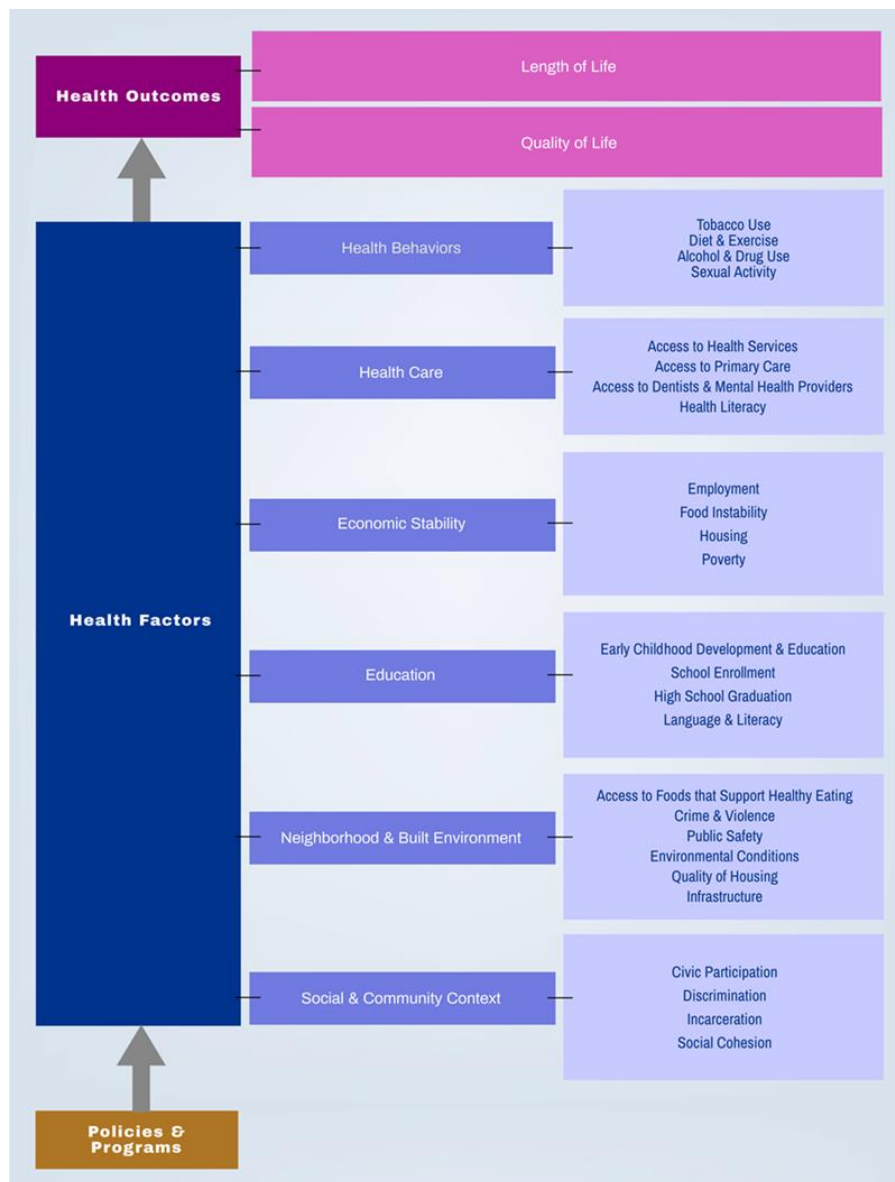 Health Outcomes
Length of Life
Quality of Life
Health Factors
Health Behaviors
Tobacco Use
Diet & Exercise
Alcohol & Drug Use
Sexual Activity
Health Care
Access to Health Services
Access to Primary Care
Access to Dentists & Mental Health Providers
Health Literacy
Economic Stability
Employment
Food Instability
Housing
Poverty
Education
Early Childhood Development & Education
School Enrollment
High School Graduation
Language & Literacy
Neighborhood & Built Environment
Access to Foods that Support Healthy Eating
Crime & Violence
Public Safety
Environmental Conditions
Quality of Housing
Infrastructure
Social & Community Context
Civic Participation
Discrimination
Incarceration
Social Cohesion
Policies &
Programs